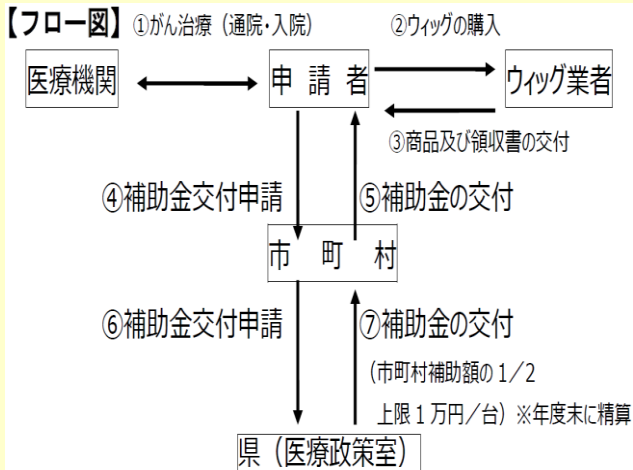 【フロー図】 ①がん治療（通院・入院） ②ウィッグの購入
医療機関 申請者 ウィッグ業者
③商品及び領収書の交付
④補助金交付申請 ⑤補助金の交付
市町村
⑥補助金交付申請 ⑦補助金の交付
（市町村補助額の1／2
上限1万円／台）※年度末に精算
県（医療政策室）